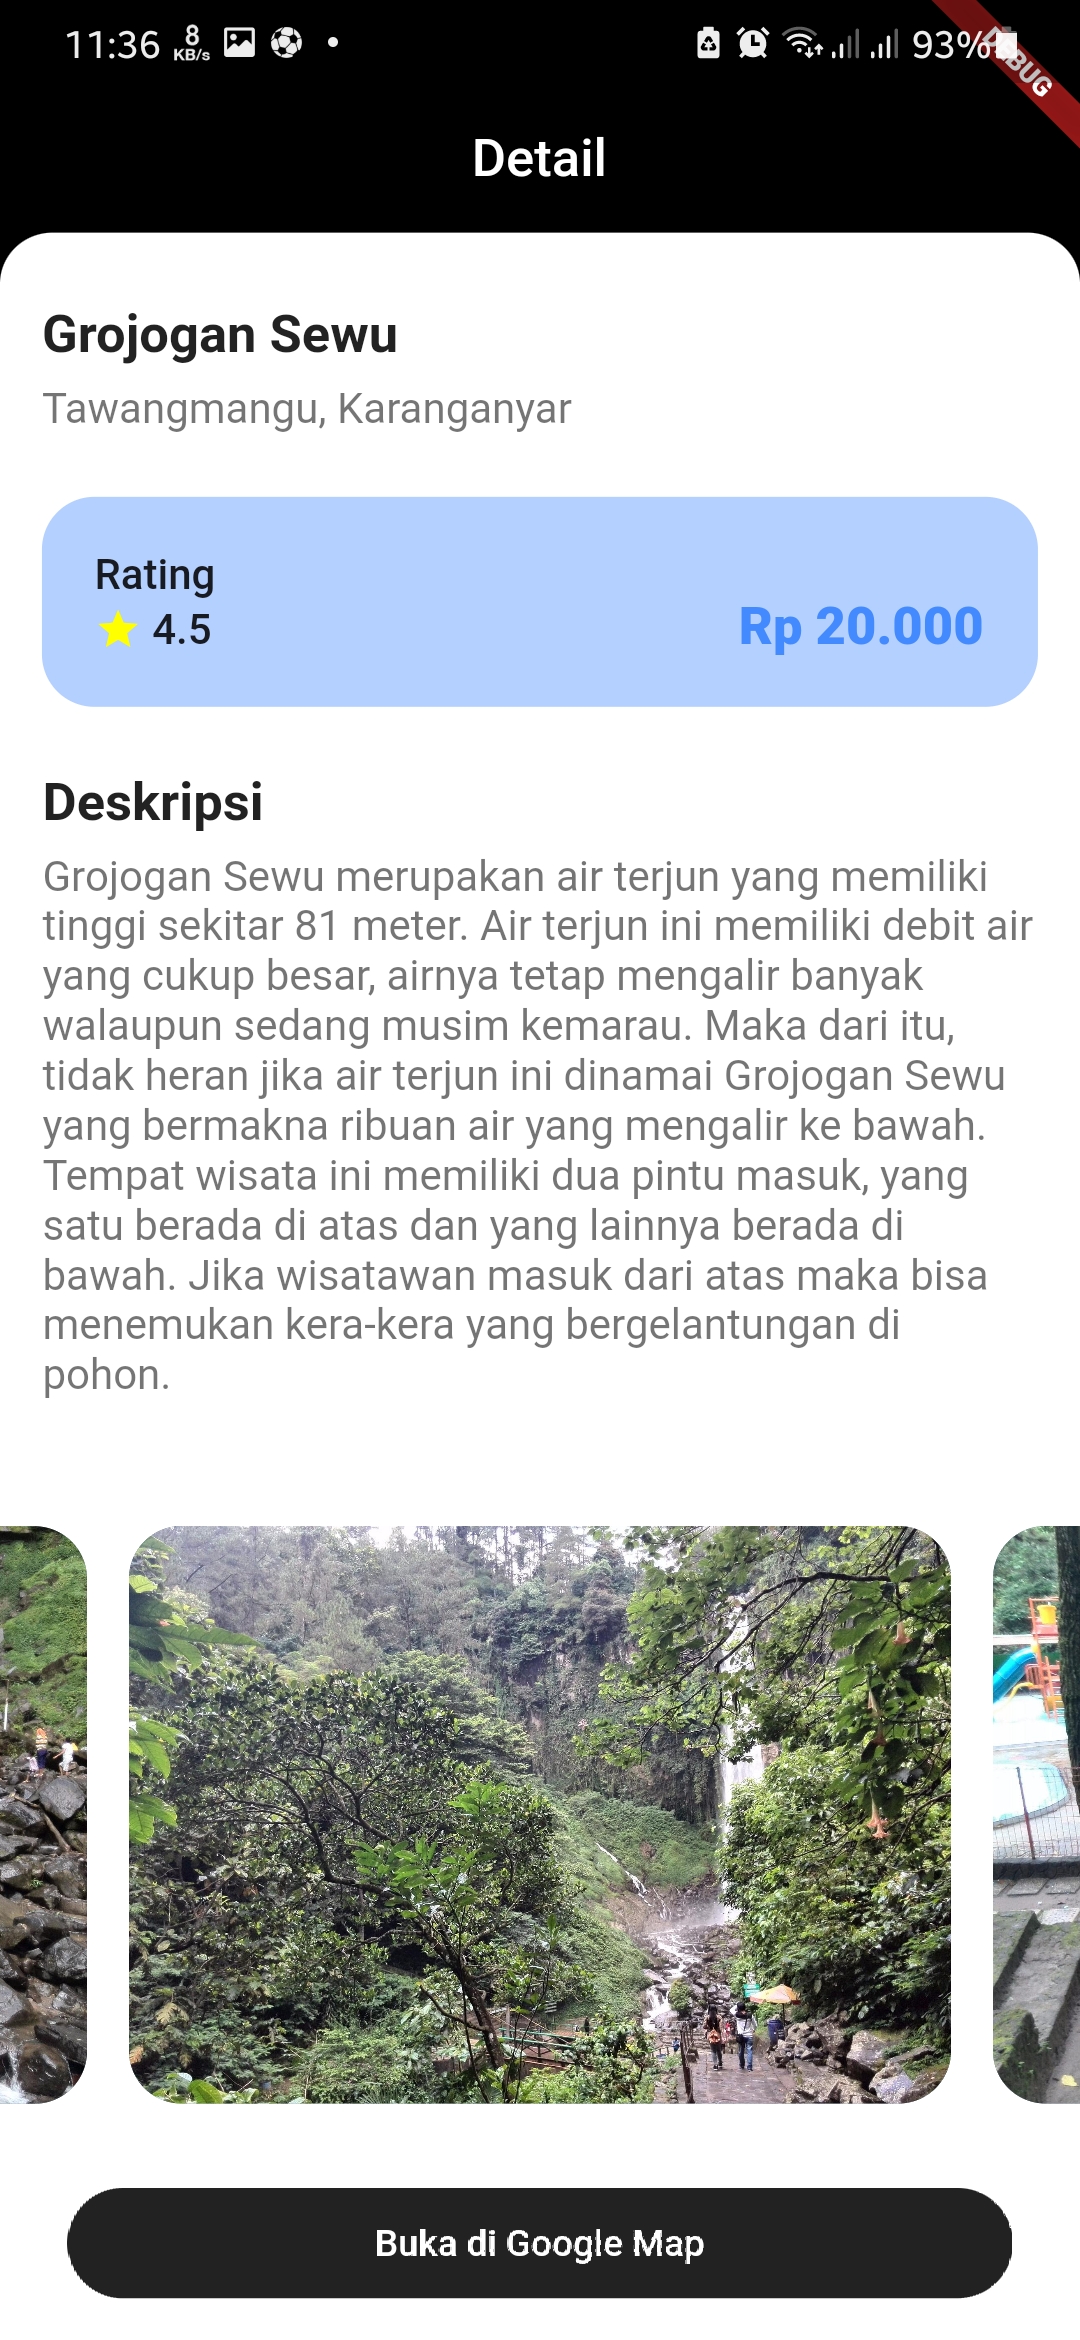 11:36 8 KB/s 93%
DEBUG
Detail
Grojogan Sewu
Tawangmangu, Karanganyar
Rating
4.5
Rp 20.000
Deskripsi
Grojogan Sewu merupakan air terjun yang memiliki
tinggi sekitar 81 meter. Air terjun ini memiliki debit air
yang cukup besar, airnya tetap mengalir banyak
walaupun sedang musim kemarau. Maka dari itu,
tidak heran jika air terjun ini dinamai Grojogan Sewu
yang bermakna ribuan air yang mengalir ke bawah.
Tempat wisata ini memiliki dua pintu masuk, yang
satu berada di atas dan yang lainnya berada di
bawah. Jika wisatawan masuk dari atas maka bisa
menemukan kera-kera yang bergelantungan di
pohon.
Buka di Google Map